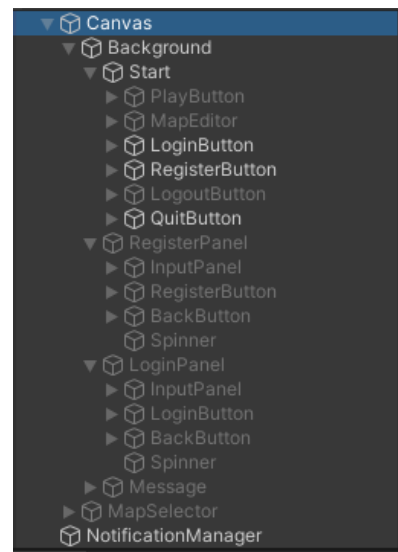 Canvas
Background
Start
PlayButton
MapEditor
LoginButton
RegisterButton
LogoutButton
QuitButton
RegisterPanel
InputPanel
RegisterButton
BackButton
Spinner
LoginPanel
InputPanel
LoginButton
BackButton
Spinner
Message
MapSelector
NotificationManager